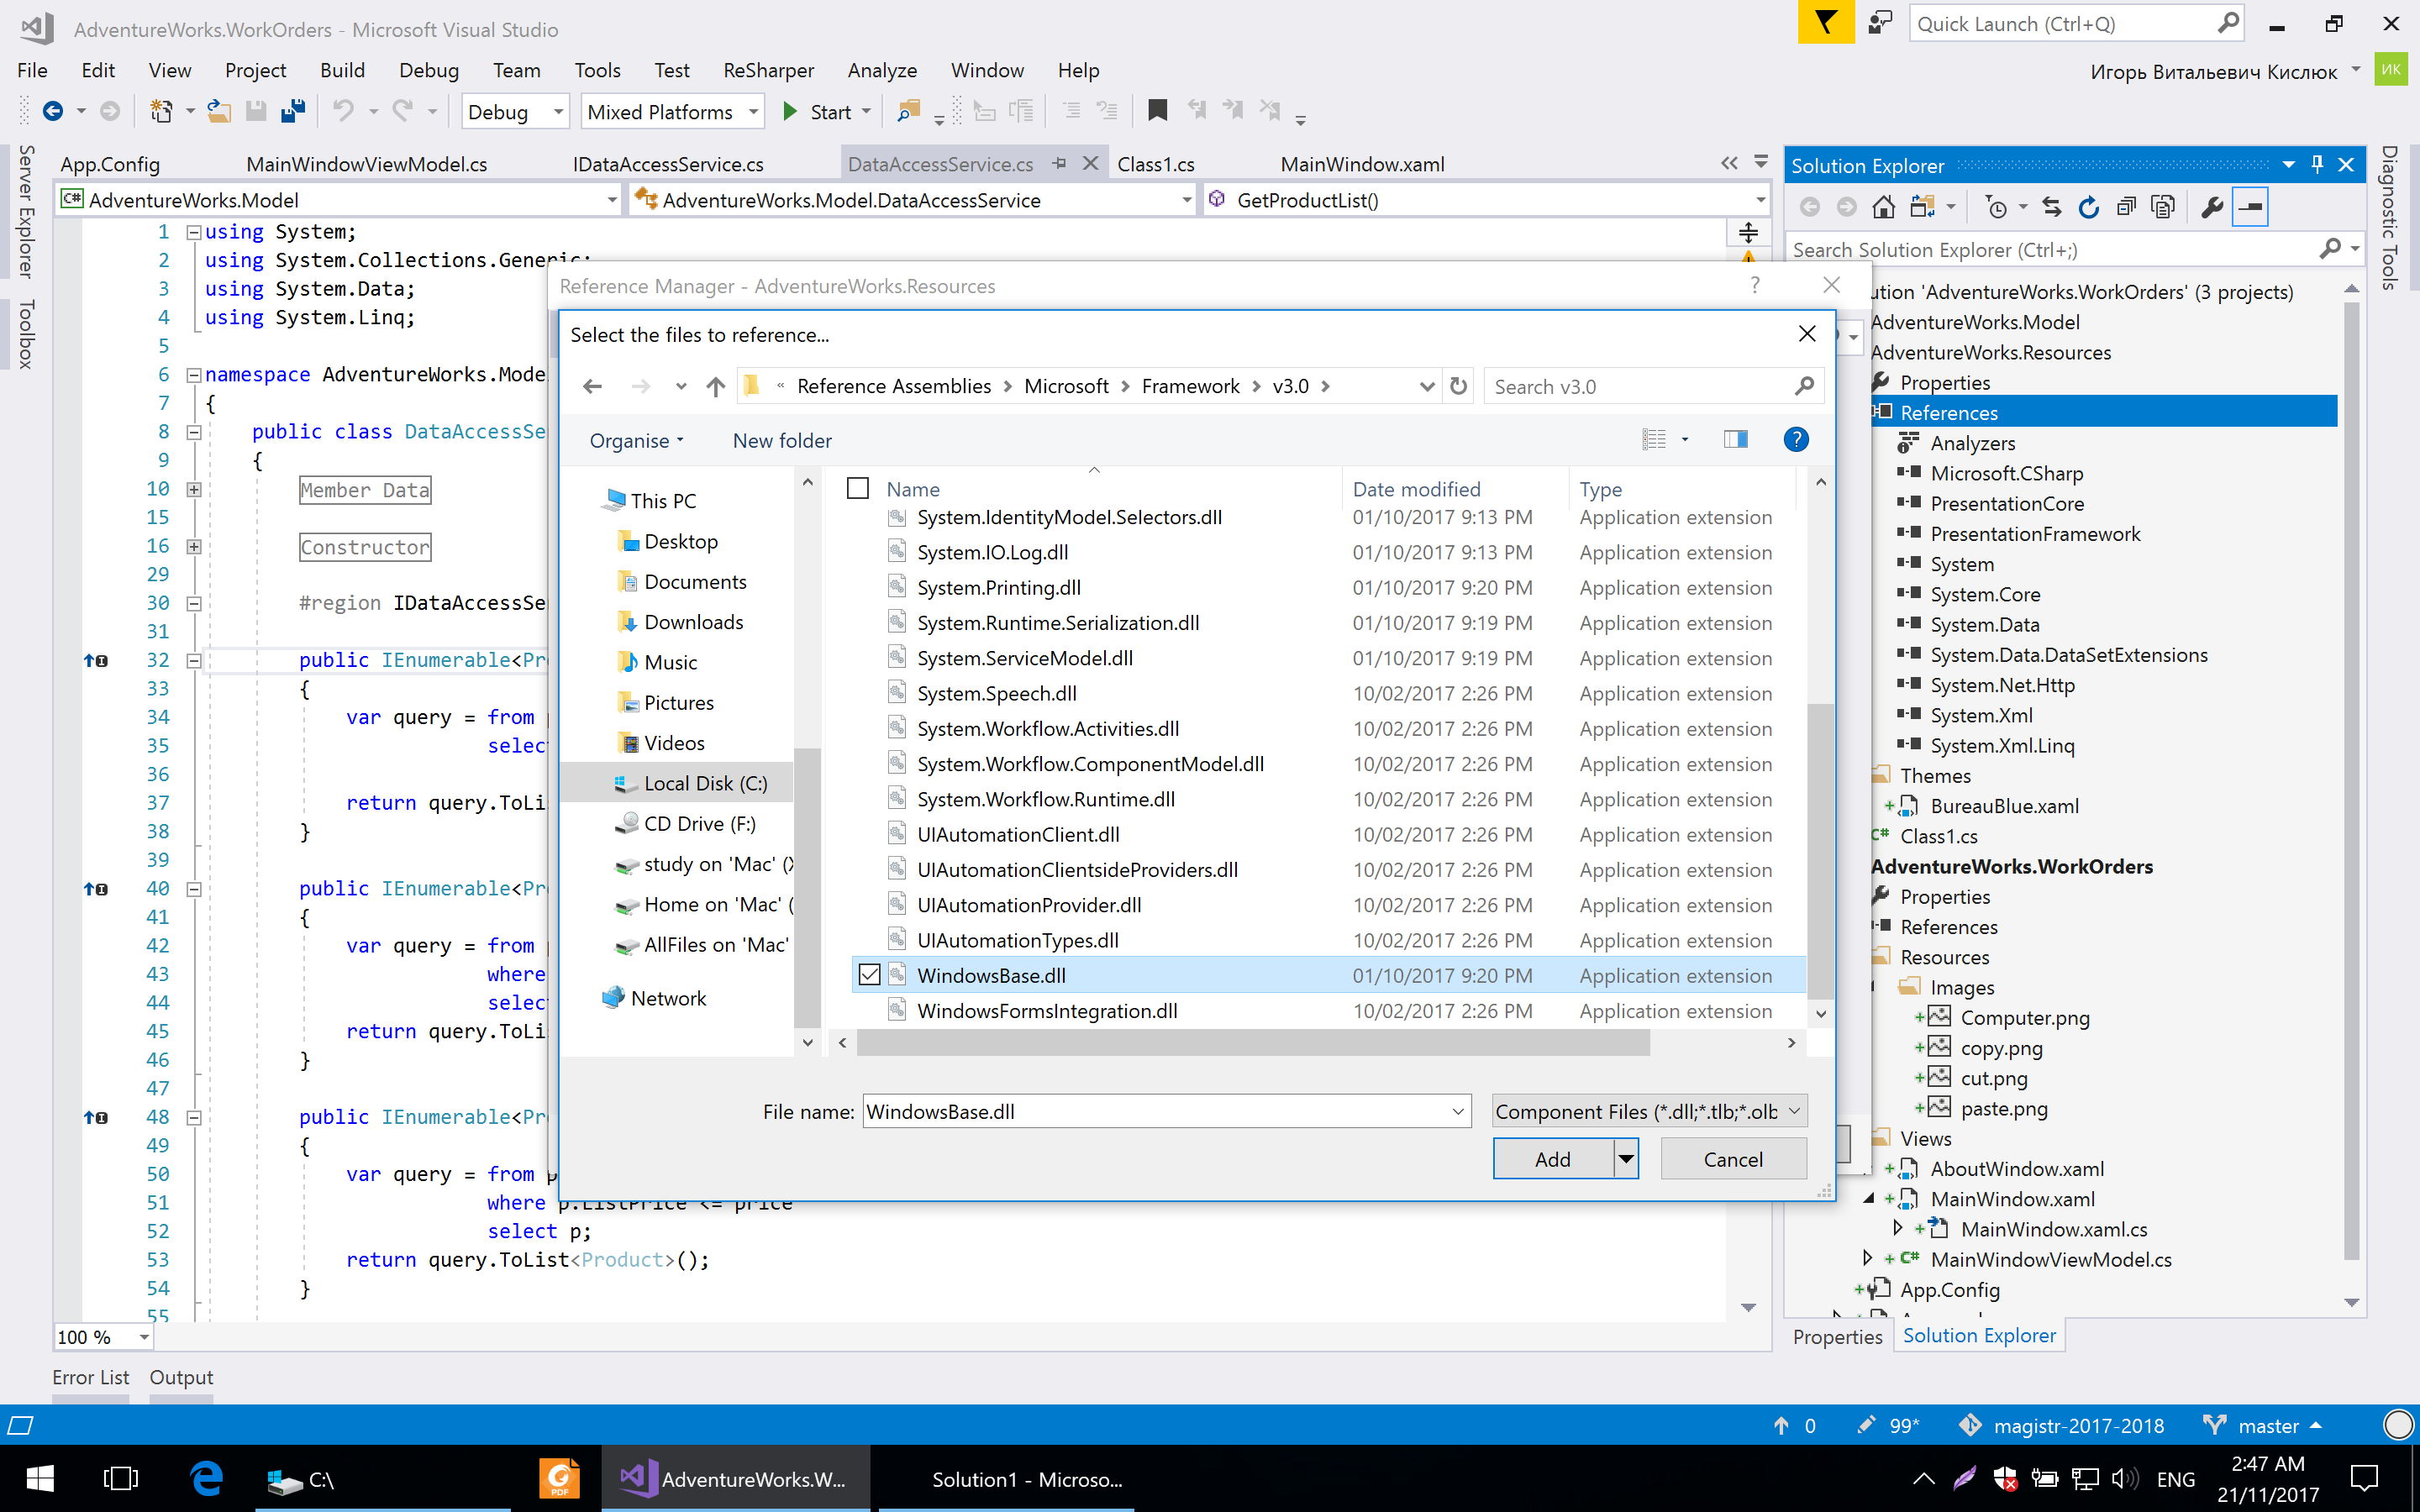 AdventureWorks.WorkOrders - Microsoft Visual Studio
Quick Launch (Ctrl+Q)
File Edit View Project Build Debug Team Tools Test ReSharper Analyze Window Help
Игорь Витальевич Кислюк
ИК
Debug Mixed Platforms Start
Server Explorer
Toolbox
App.Config MainWindowViewModel.cs IDataAccessService.cs DataAccessService.cs Class1.cs MainWindow.xaml
C# AdventureWorks.Model AdventureWorks.Model.DataAccessService GetProductList()
1 using System;
2 using System.Collections.Generic;
3 using System.Data;
4 using System.Linq;
5
6 namespace AdventureWorks.Mode
7 {
8 public class DataAccessSe
9 {
10 Member Data
15
16 Constructor
29
30 #region IDataAccessSe
31
32 public IEnumerable<Pr
33 {
34 var query = from p
35 select
36
37 return query.ToLis
38 }
39
40 public IEnumerable<Pr
41 {
42 var query = from p
43 where
44 select
45 return query.ToLis
46 }
47
48 public IEnumerable<Pr
49 {
50 var query = from p
51 where p.ListPrice <= price
52 select p;
53 return query.ToList<Product>();
54 }
55
100 %
Error List Output
Reference Manager - AdventureWorks.Resources
?
Select the files to reference...
« Reference Assemblies > Microsoft > Framework > v3.0 >
Search v3.0
Organise New folder
?
This PC
Desktop
Documents
Downloads
Music
Pictures
Videos
Local Disk (C:)
CD Drive (F:)
study on 'Mac' (X
Home on 'Mac' (
AllFiles on 'Mac'
Network
Name Date modified Type
System.IdentityModel.Selectors.dll 01/10/2017 9:13 PM Application extension
System.IO.Log.dll 01/10/2017 9:13 PM Application extension
System.Printing.dll 01/10/2017 9:20 PM Application extension
System.Runtime.Serialization.dll 01/10/2017 9:19 PM Application extension
System.ServiceModel.dll 01/10/2017 9:19 PM Application extension
System.Speech.dll 10/02/2017 2:26 PM Application extension
System.Workflow.Activities.dll 10/02/2017 2:26 PM Application extension
System.Workflow.ComponentModel.dll 10/02/2017 2:26 PM Application extension
System.Workflow.Runtime.dll 10/02/2017 2:26 PM Application extension
UIAutomationClient.dll 10/02/2017 2:26 PM Application extension
UIAutomationClientsideProviders.dll 10/02/2017 2:26 PM Application extension
UIAutomationProvider.dll 10/02/2017 2:26 PM Application extension
UIAutomationTypes.dll 10/02/2017 2:26 PM Application extension
WindowsBase.dll 01/10/2017 9:20 PM Application extension
WindowsFormsIntegration.dll 10/02/2017 2:26 PM Application extension
File name: WindowsBase.dll Component Files (*.dll;*.tlb;*.olb
Add Cancel
Solution Explorer
Search Solution Explorer (Ctrl+;)
ution 'AdventureWorks.WorkOrders' (3 projects)
AdventureWorks.Model
AdventureWorks.Resources
Properties
References
Analyzers
Microsoft.CSharp
PresentationCore
PresentationFramework
System
System.Core
System.Data
System.Data.DataSetExtensions
System.Net.Http
System.Xml
System.Xml.Linq
Themes
BureauBlue.xaml
C# Class1.cs
AdventureWorks.WorkOrders
Properties
References
Resources
Images
Computer.png
copy.png
cut.png
paste.png
Views
AboutWindow.xaml
MainWindow.xaml
MainWindow.xaml.cs
C# MainWindowViewModel.cs
App.Config
Properties Solution Explorer
Diagnostic Tools
0 99* magistr-2017-2018 master
C:\
PDF
AdventureWorks.W...
Solution1 - Microso...
ENG
2:47 AM
21/11/2017